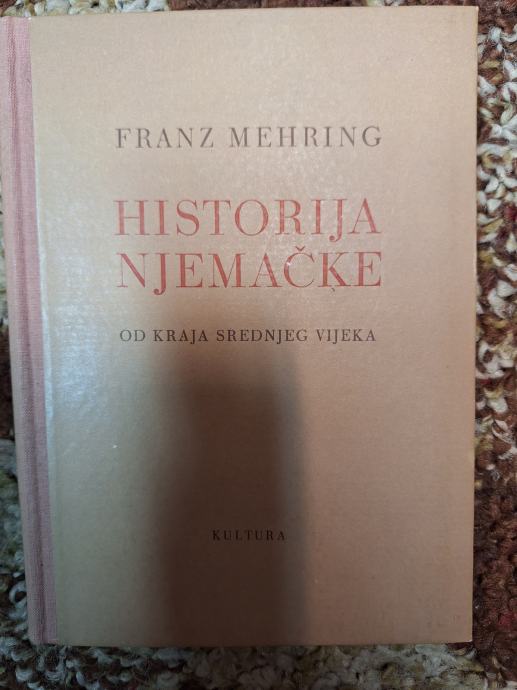 FRANZ MEHRING
HISTORIJA
NJEMAČKE
OD KRAJA SREDNJEG VIJEKA
KULTURA